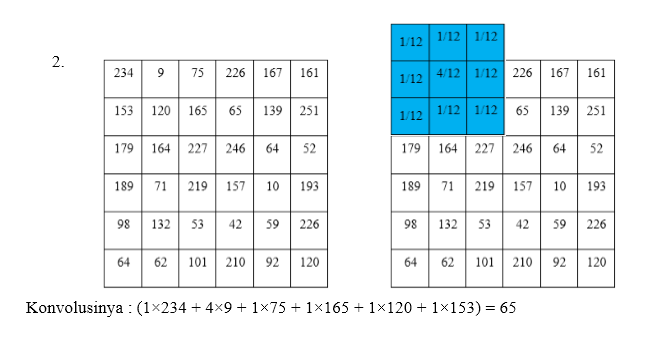 1/12 1/12 1/12
2.
234 9 75 226 167 161 1/12 4/12 1/12 226 167 161
153 120 165 65 139 251 1/12 1/12 1/12 65 139 251
179 164 227 246 64 52 179 164 227 246 64 52
189 71 219 157 10 193 189 71 219 157 10 193
98 132 53 42 59 226 98 132 53 42 59 226
64 62 101 210 92 120 64 62 101 210 92 120
Konvolusinya : (1×234 + 4×9 + 1×75 + 1×165 + 1×120 + 1×153) = 65